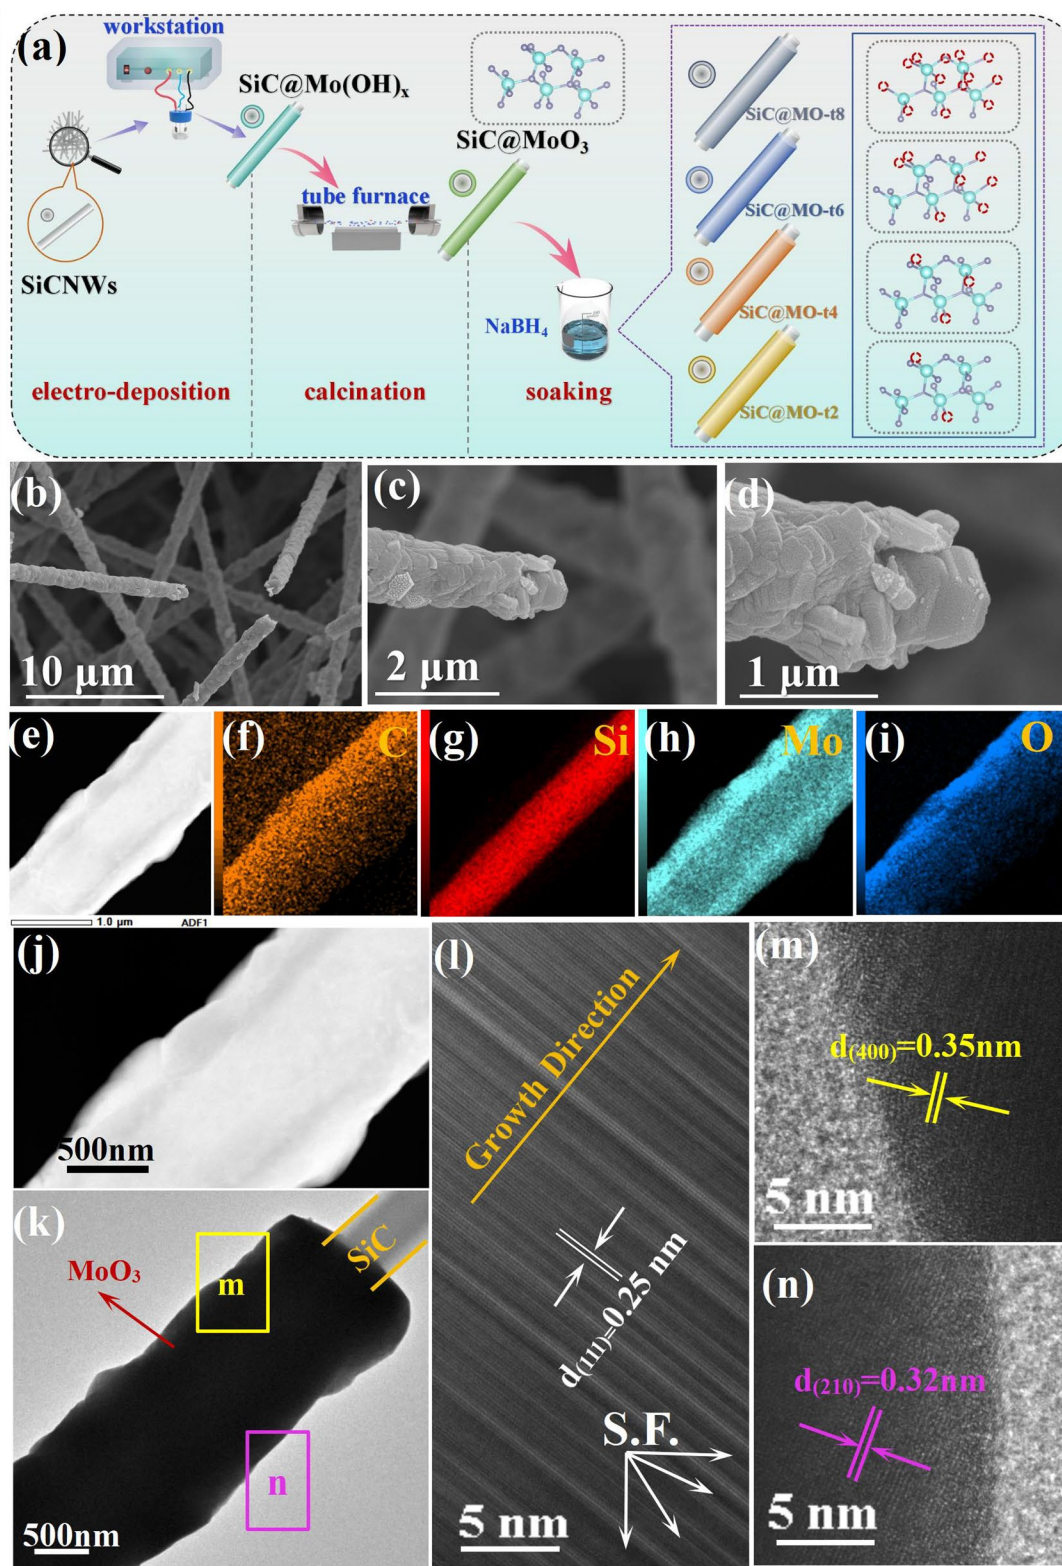 (a)
workstation
SiC@Mo(OH)ₓ
SiCNWs
electro-deposition
tube furnace
calcination
SiC@MoO₃
NaBH₄
soaking
SiC@MO-t8
SiC@MO-t6
SiC@MO-t4
SiC@MO-t2
(b)
10 μm
(c)
2 μm
(d)
1 μm
(e)
1.0 μm ADF1
(f) C
(g) Si
(h) Mo
(i) O
(j)
500nm
(k)
SiC
MoO₃
m
n
500nm
(l)
Growth Direction
d₍₁₁₁₎=0.25 nm
S.F.
5 nm
(m)
d₍₄₀₀₎=0.35nm
5 nm
(n)
d₍₂₁₀₎=0.32nm
5 nm